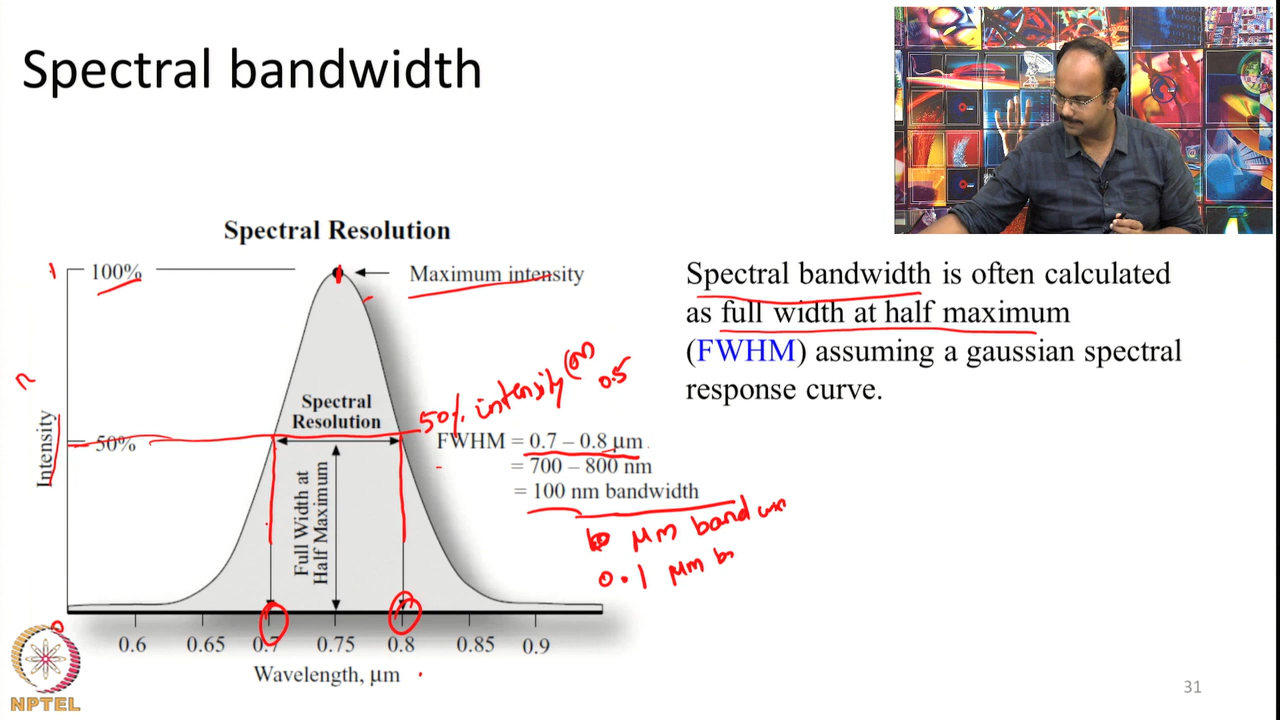 Spectral bandwidth
Spectral Resolution
1
100%
Maximum intensity
Spectral bandwidth is often calculated
as full width at half maximum
(FWHM) assuming a gaussian spectral
response curve.
50% intensity (or)
0.5
Spectral
Resolution
Intensity
50%
FWHM = 0.7 – 0.8 μm
= 700 – 800 nm
= 100 nm bandwidth
Full Width at
Half Maximum
μm band
0.1 μm b
0
0.6 0.65 0.7 0.75 0.8 0.85 0.9
Wavelength, μm
NPTEL
31